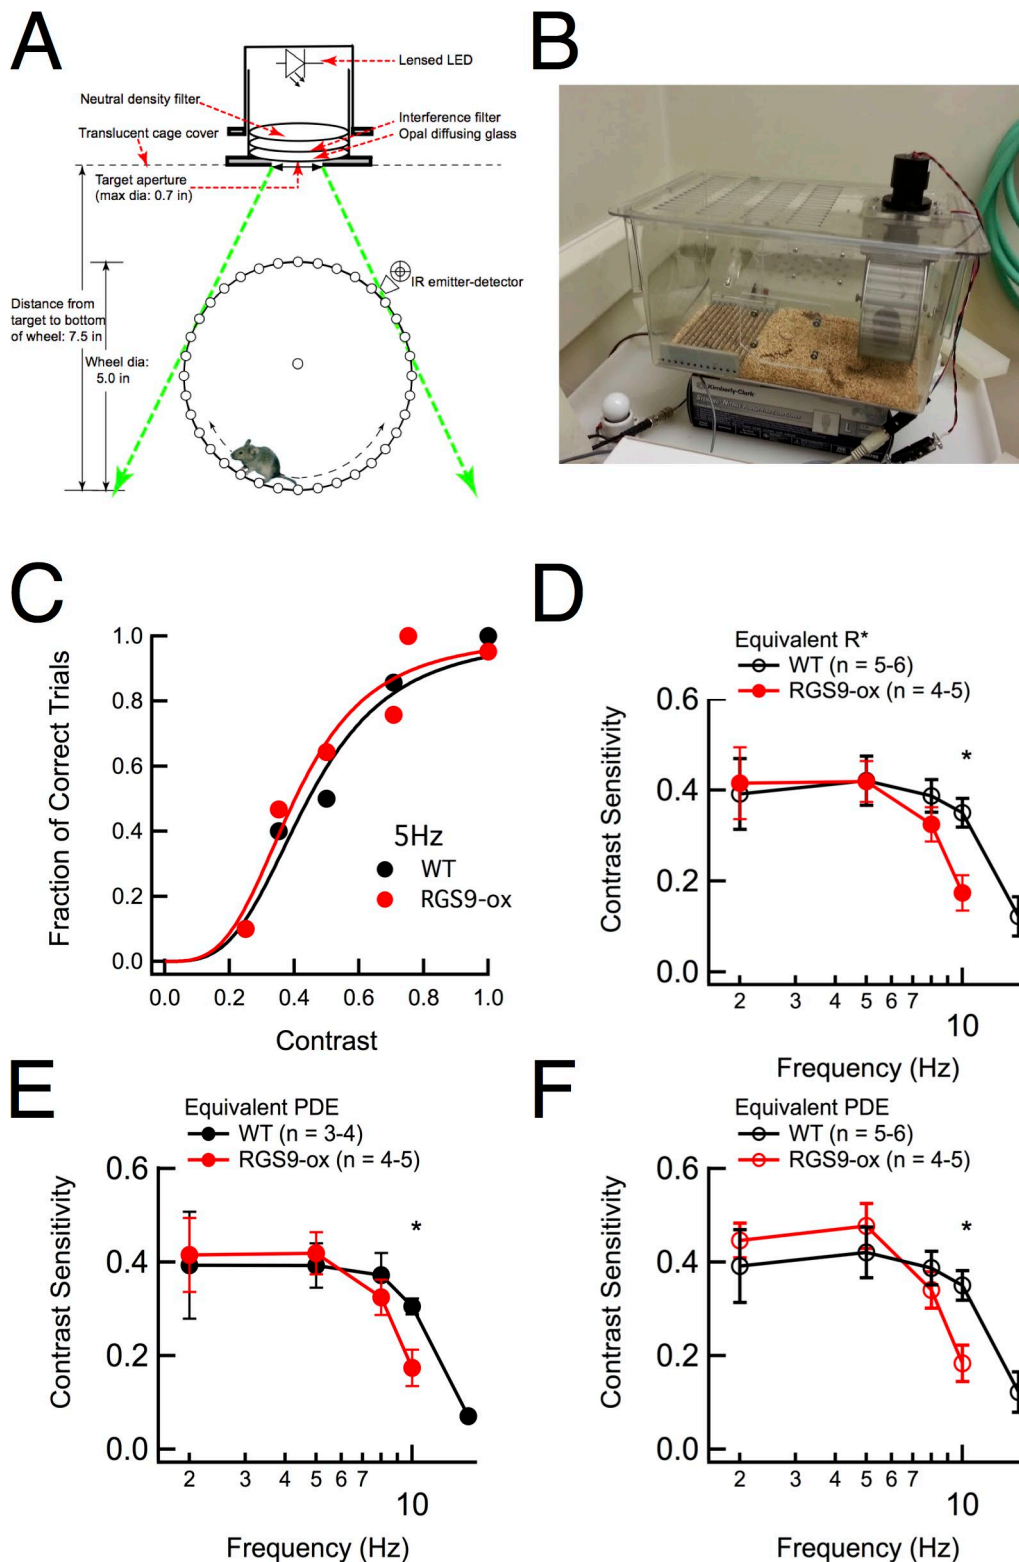 A
Lensed LED
Neutral density filter
Interference filter
Translucent cage cover
Opal diffusing glass
Target aperture
(max dia: 0.7 in)
IR emitter-detector
Distance from
target to bottom
of wheel: 7.5 in
Wheel dia:
5.0 in
B
Kimberly-Clark
L
C
Fraction of Correct Trials
1.0
0.8
0.6
0.4
0.2
0.0
5Hz
WT
RGS9-ox
0.0 0.2 0.4 0.6 0.8 1.0
Contrast
D
Equivalent R*
WT (n = 5-6)
RGS9-ox (n = 4-5)
Contrast Sensitivity
0.6
0.4
0.2
0.0
*
2 3 4 5 6 7
10
Frequency (Hz)
E
Equivalent PDE
WT (n = 3-4)
RGS9-ox (n = 4-5)
Contrast Sensitivity
0.6
0.4
0.2
0.0
*
2 3 4 5 6 7
10
Frequency (Hz)
F
Equivalent PDE
WT (n = 5-6)
RGS9-ox (n = 4-5)
Contrast Sensitivity
0.6
0.4
0.2
0.0
*
2 3 4 5 6 7
10
Frequency (Hz)